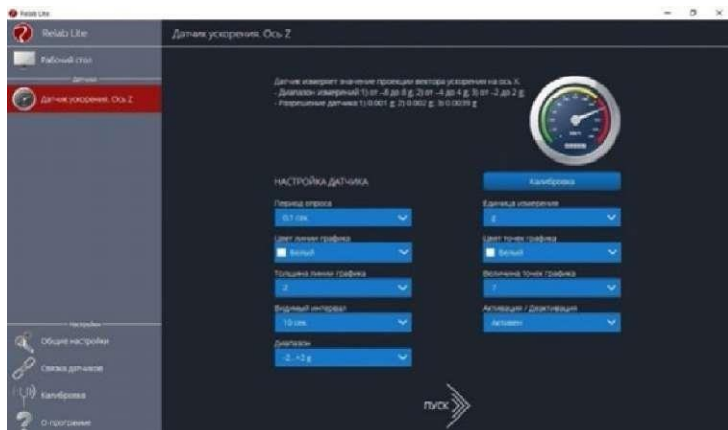 Relab Lite
Relab Lite
Датчик ускорения. Ось Z
Рабочий стол
Датчики
Датчик ускорения. Ось Z
Датчик измеряет значение проекции вектора ускорения на ось X.
- Диапазон измерений 1) от -8 до 8 g; 2) от -4 до 4 g; 3) от -2 до 2 g;
- Разрешение датчика 1) 0.001 g; 2) 0.002 g; 3) 0.0039 g
НАСТРОЙКА ДАТЧИКА
Калибровка
Период опроса
Единица измерения
0,1 сек.
g
Цвет линии графика
Цвет точек графика
Белый
Белый
Толщина линии графика
Величина точек графика
2
7
Видимый интервал
Активация / Деактивация
10 сек.
Активен
Диапазон
-2.. +2 g
Настройки
Общие настройки
Связка датчиков
Калибровка
О программе
ПУСК